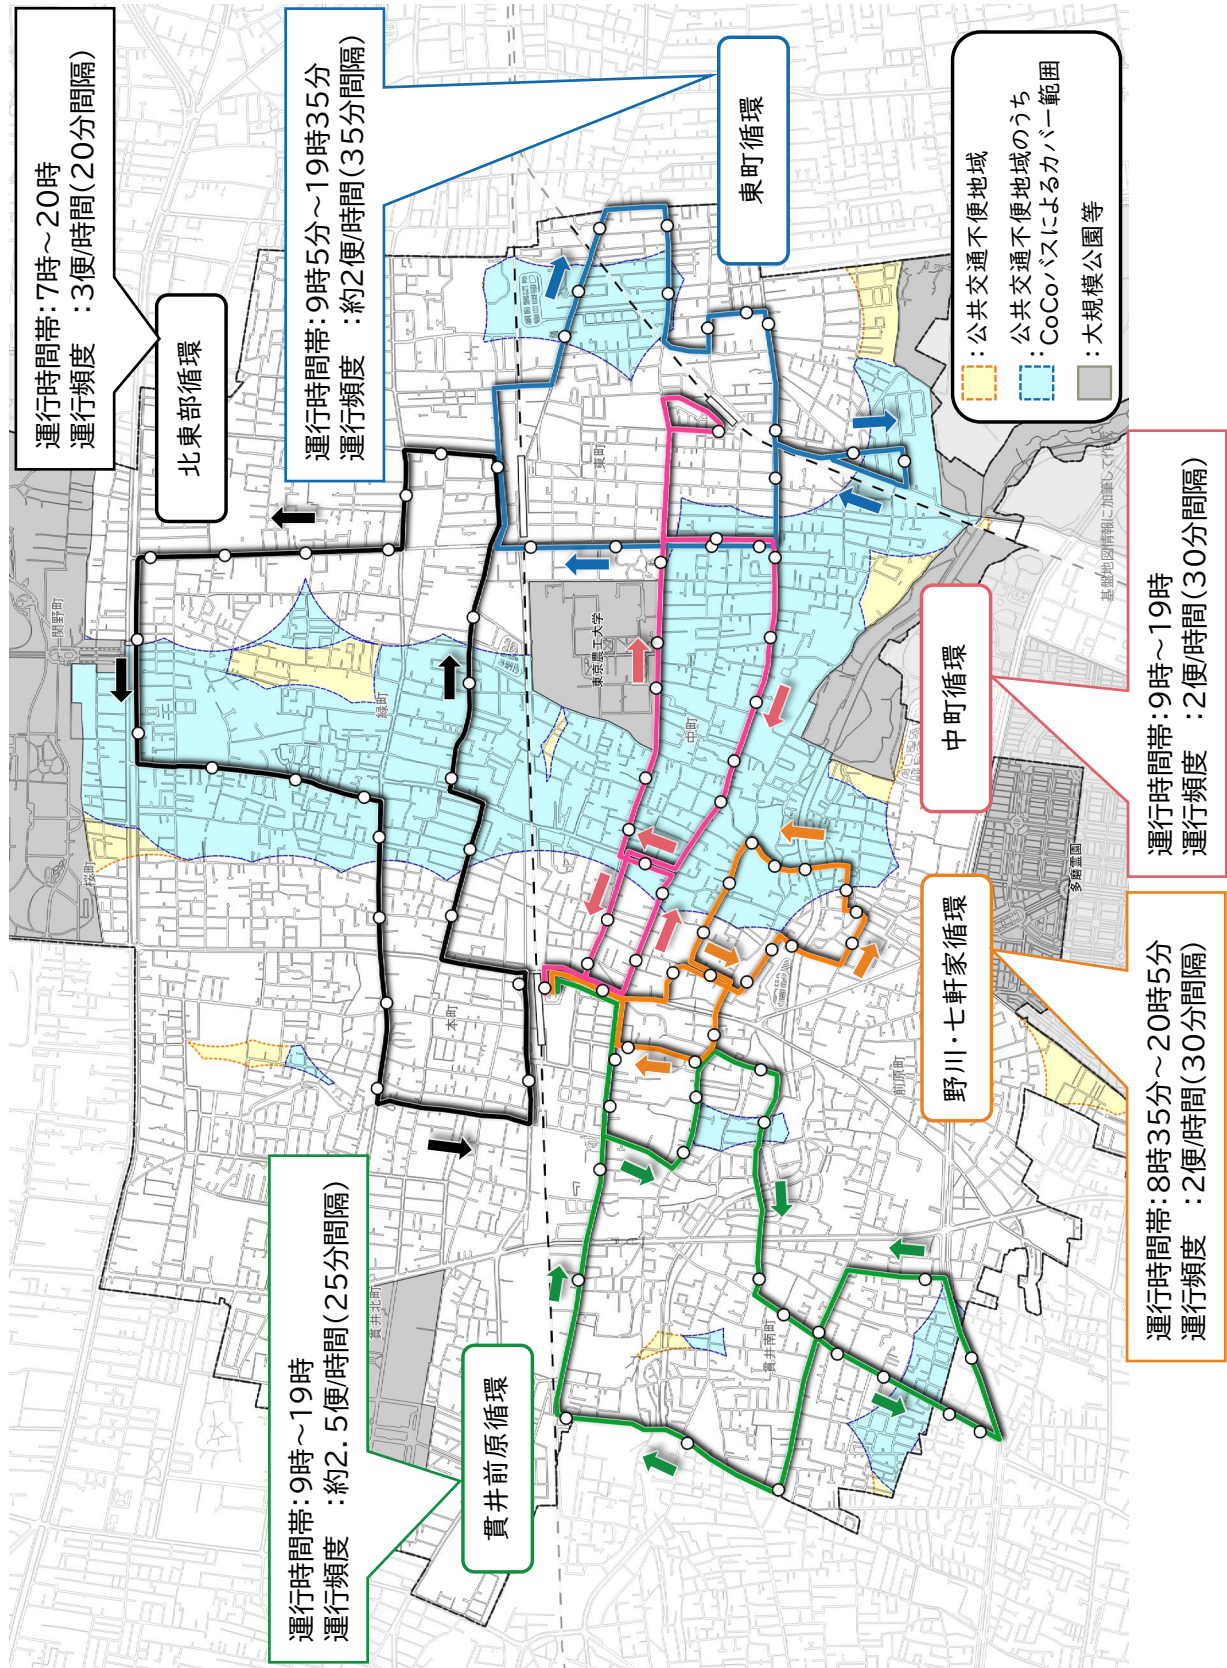 運行時間帯：7時～20時
運行頻度　：3便/時間(20分間隔)
北東部循環
運行時間帯：9時5分～19時35分
運行頻度　：約2便/時間(35分間隔)
東町循環
：公共交通不便地域
：公共交通不便地域のうち
CoCoバスによるカバー範囲
：大規模公園等
運行時間帯：9時～19時
運行頻度　：約2．5便/時間(25分間隔)
貫井前原循環
運行時間帯：8時35分～20時5分
運行頻度　：2便/時間(30分間隔)
野川・七軒家循環
運行時間帯：9時～19時
運行頻度　：2便/時間(30分間隔)
中町循環
関野町
桜町
緑町
本町
貫井北町
東町
東京農工大学
中町
前原町
貫井南町
多磨霊園
基盤地図情報に加筆して作